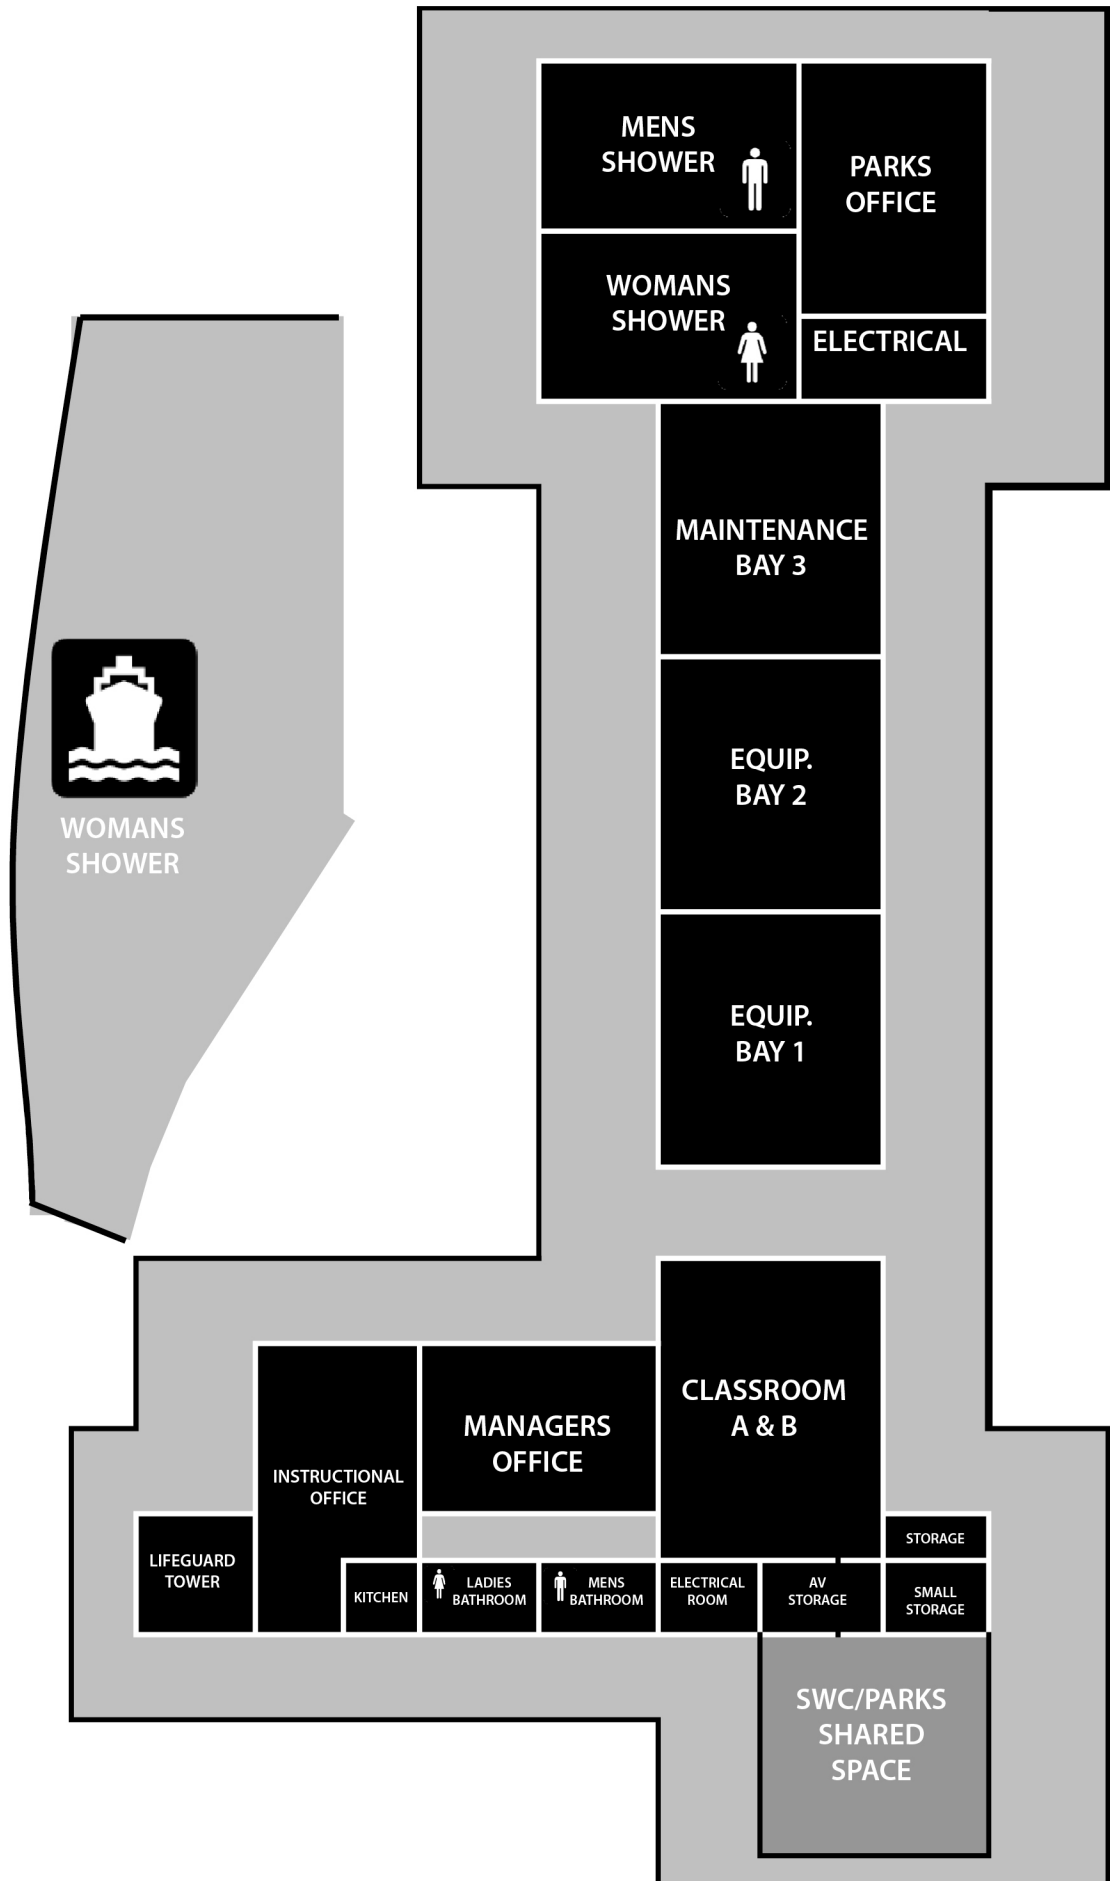 MENS
SHOWER
PARKS
OFFICE
WOMANS
SHOWER
ELECTRICAL
MAINTENANCE
BAY 3
EQUIP.
BAY 2
WOMANS
SHOWER
EQUIP.
BAY 1
CLASSROOM
A & B
MANAGERS
OFFICE
INSTRUCTIONAL
OFFICE
LIFEGUARD
TOWER
KITCHEN
LADIES
BATHROOM
MENS
BATHROOM
ELECTRICAL
ROOM
AV
STORAGE
STORAGE
SMALL
STORAGE
SWC/PARKS
SHARED
SPACE